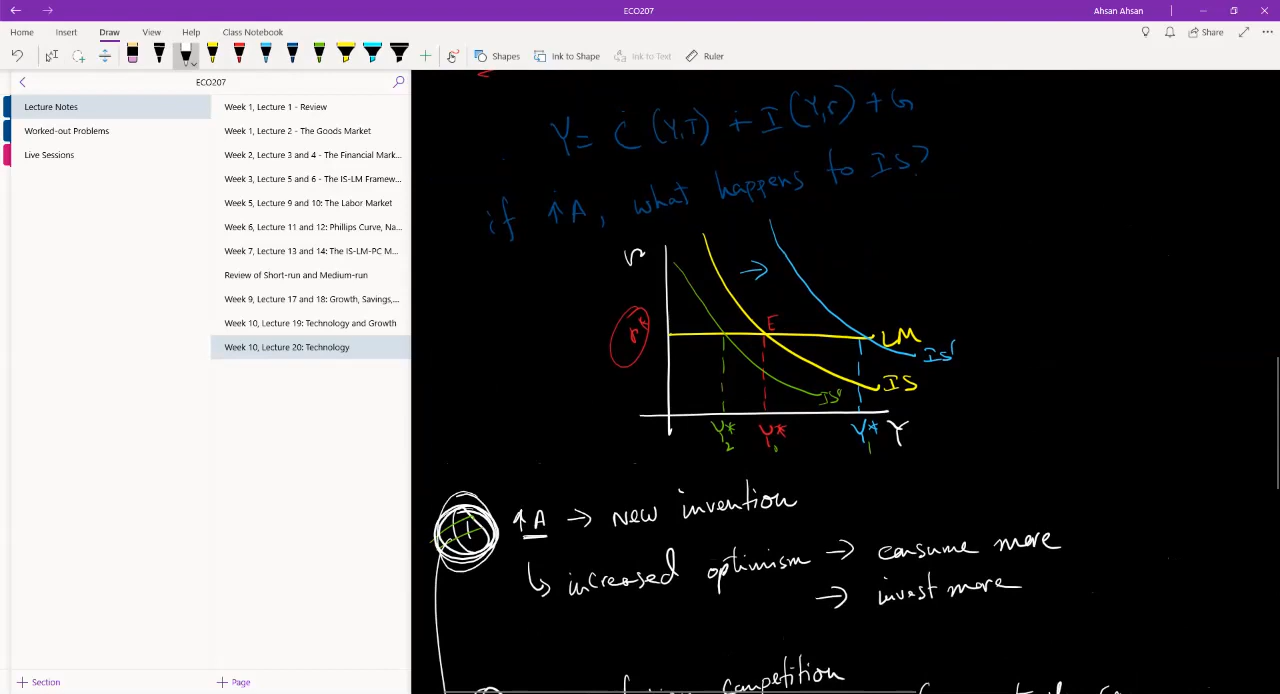 ECO207
Ahsan Ahsan
Home Insert Draw View Help Class Notebook
Share
Shapes Ink to Shape Ink to Text Ruler
ECO207
Lecture Notes
Worked-out Problems
Live Sessions
Week 1, Lecture 1 - Review
Week 1, Lecture 2 - The Goods Market
Week 2, Lecture 3 and 4 - The Financial Mark...
Week 3, Lecture 5 and 6 - The IS-LM Framew...
Week 5, Lecture 9 and 10: The Labor Market
Week 6, Lecture 11 and 12: Phillips Curve, Na...
Week 7, Lecture 13 and 14: The IS-LM-PC M...
Review of Short-run and Medium-run
Week 9, Lecture 17 and 18: Growth, Savings,...
Week 10, Lecture 19: Technology and Growth
Week 10, Lecture 20: Technology
Section
Page
Y = C (Y,T) + I (Y,r) + G
if ↑A, what happens to IS?
r
→
E
LM
IS'
IS
IS'
Y₂* Y₀* Y₁* Y
1 ↑A → new invention
↳ increased optimism → consume more
→ invest more
competition